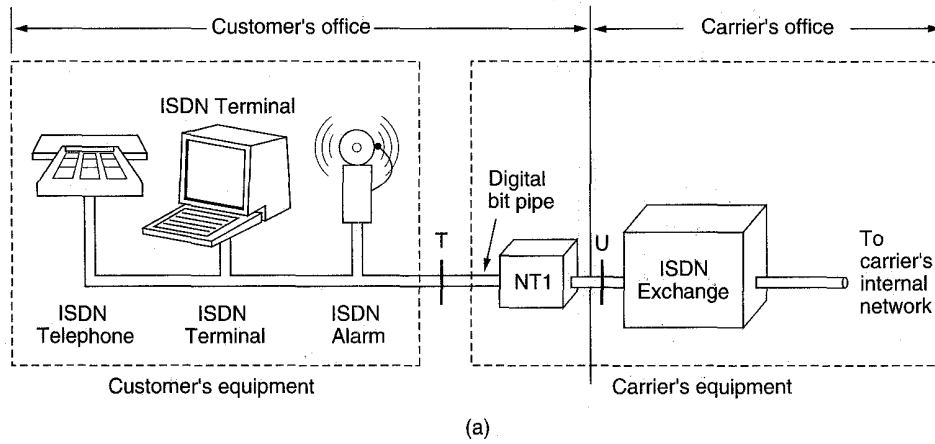 Customer's office
Carrier's office
ISDN Terminal
Digital
bit pipe
T
U
NT1
ISDN
Exchange
To
carrier's
internal
network
ISDN
Telephone
ISDN
Terminal
ISDN
Alarm
Customer's equipment
Carrier's equipment
(a)